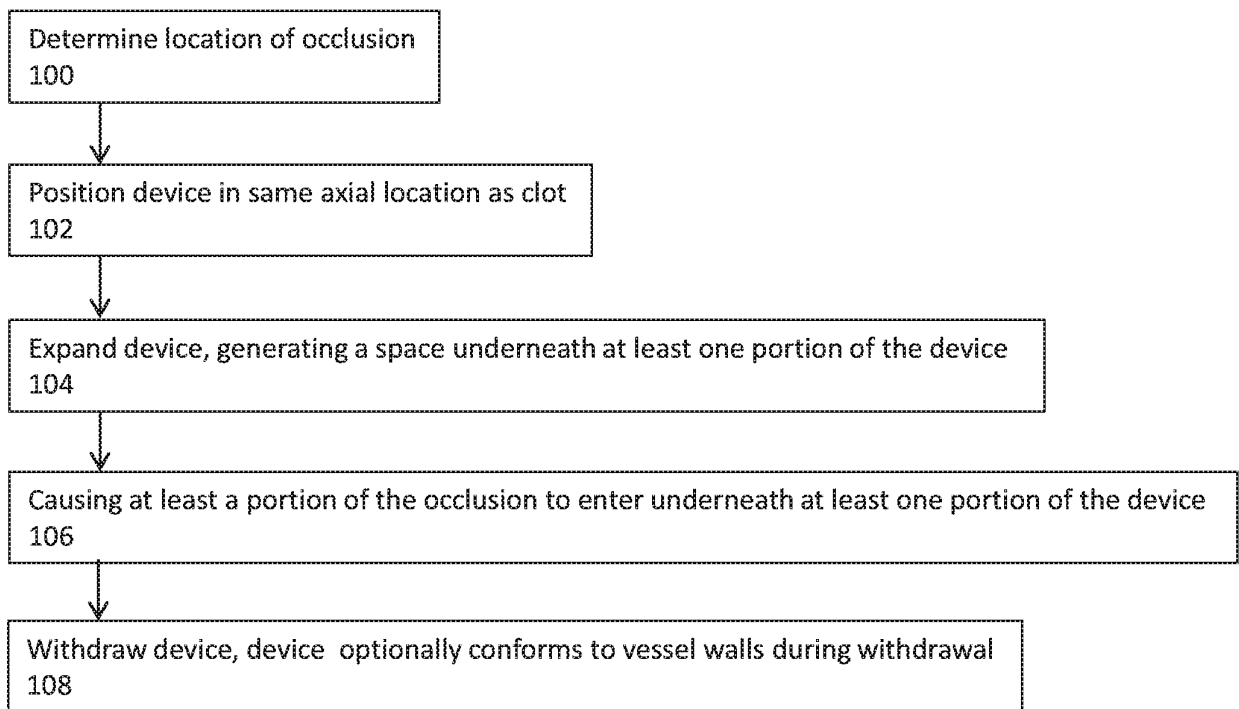 Determine location of occlusion
100
Position device in same axial location as clot
102
Expand device, generating a space underneath at least one portion of the device
104
Causing at least a portion of the occlusion to enter underneath at least one portion of the device
106
Withdraw device, device optionally conforms to vessel walls during withdrawal
108